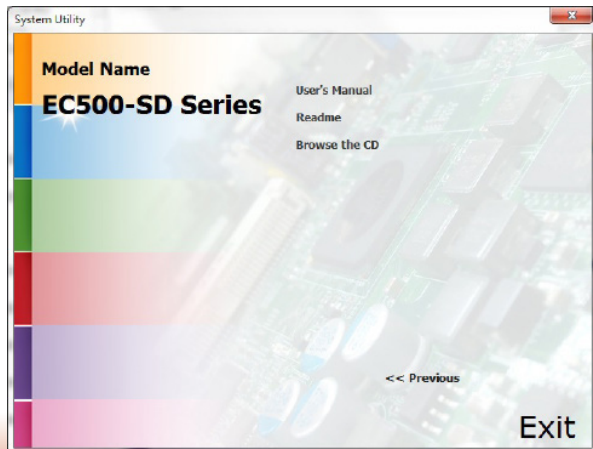 System Utility
Model Name
EC500-SD Series
User's Manual
Readme
Browse the CD
<< Previous
Exit